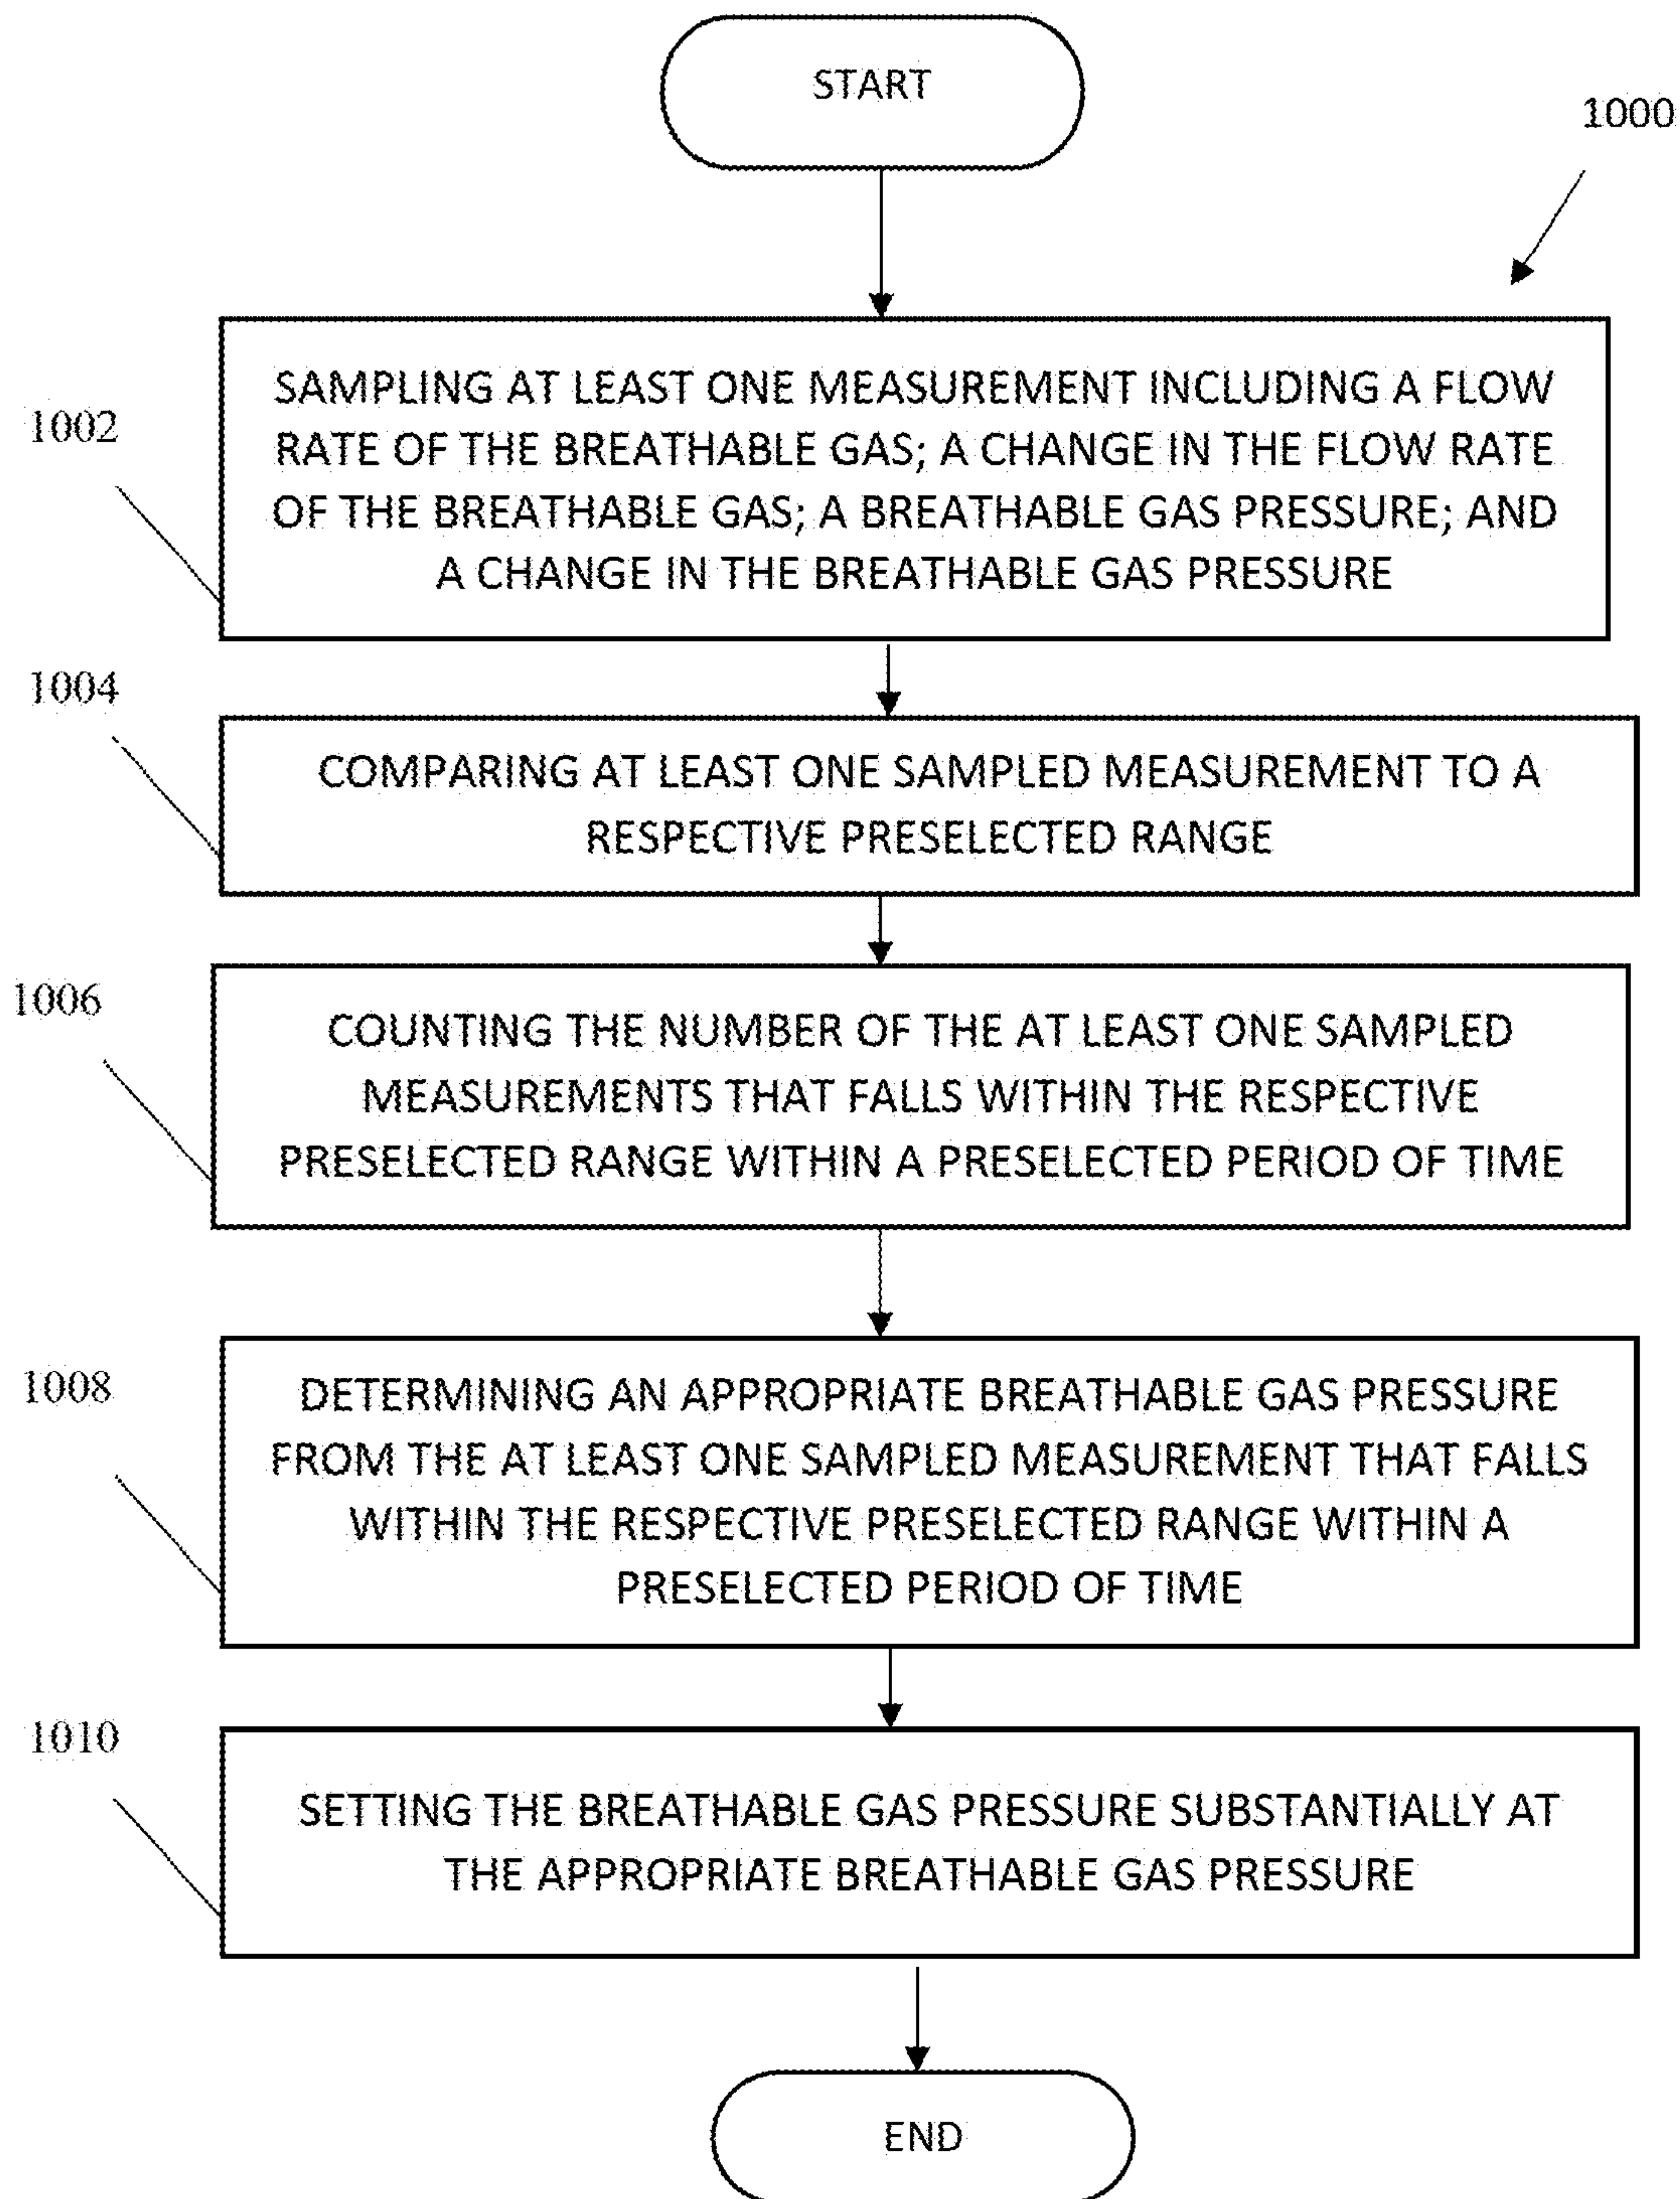 START
1000
1002
SAMPLING AT LEAST ONE MEASUREMENT INCLUDING A FLOW
RATE OF THE BREATHABLE GAS; A CHANGE IN THE FLOW RATE
OF THE BREATHABLE GAS; A BREATHABLE GAS PRESSURE; AND
A CHANGE IN THE BREATHABLE GAS PRESSURE
1004
COMPARING AT LEAST ONE SAMPLED MEASUREMENT TO A
RESPECTIVE PRESELECTED RANGE
1006
COUNTING THE NUMBER OF THE AT LEAST ONE SAMPLED
MEASUREMENTS THAT FALLS WITHIN THE RESPECTIVE
PRESELECTED RANGE WITHIN A PRESELECTED PERIOD OF TIME
1008
DETERMINING AN APPROPRIATE BREATHABLE GAS PRESSURE
FROM THE AT LEAST ONE SAMPLED MEASUREMENT THAT FALLS
WITHIN THE RESPECTIVE PRESELECTED RANGE WITHIN A
PRESELECTED PERIOD OF TIME
1010
SETTING THE BREATHABLE GAS PRESSURE SUBSTANTIALLY AT
THE APPROPRIATE BREATHABLE GAS PRESSURE
END